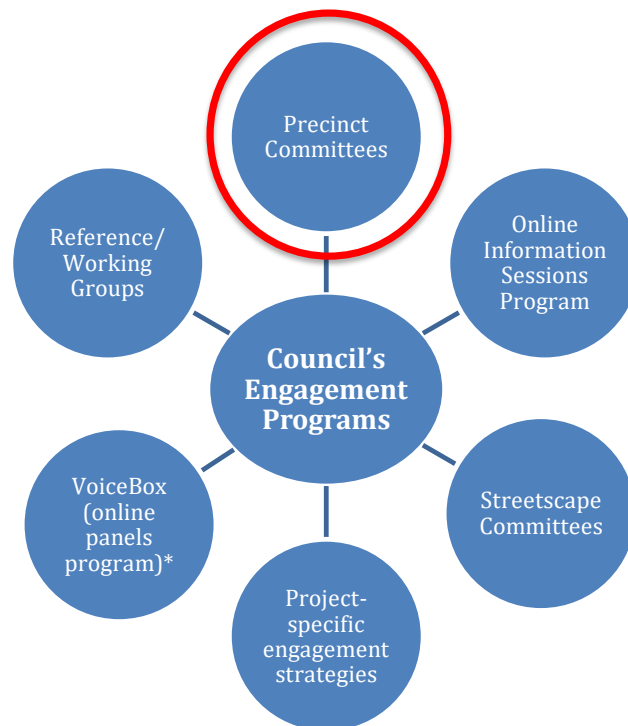 Precinct
Committees
Reference/
Working
Groups
Online
Information
Sessions
Program
Council’s
Engagement
Programs
VoiceBox
(online
panels
program)*
Streetscape
Committees
Project-
specific
engagement
strategies